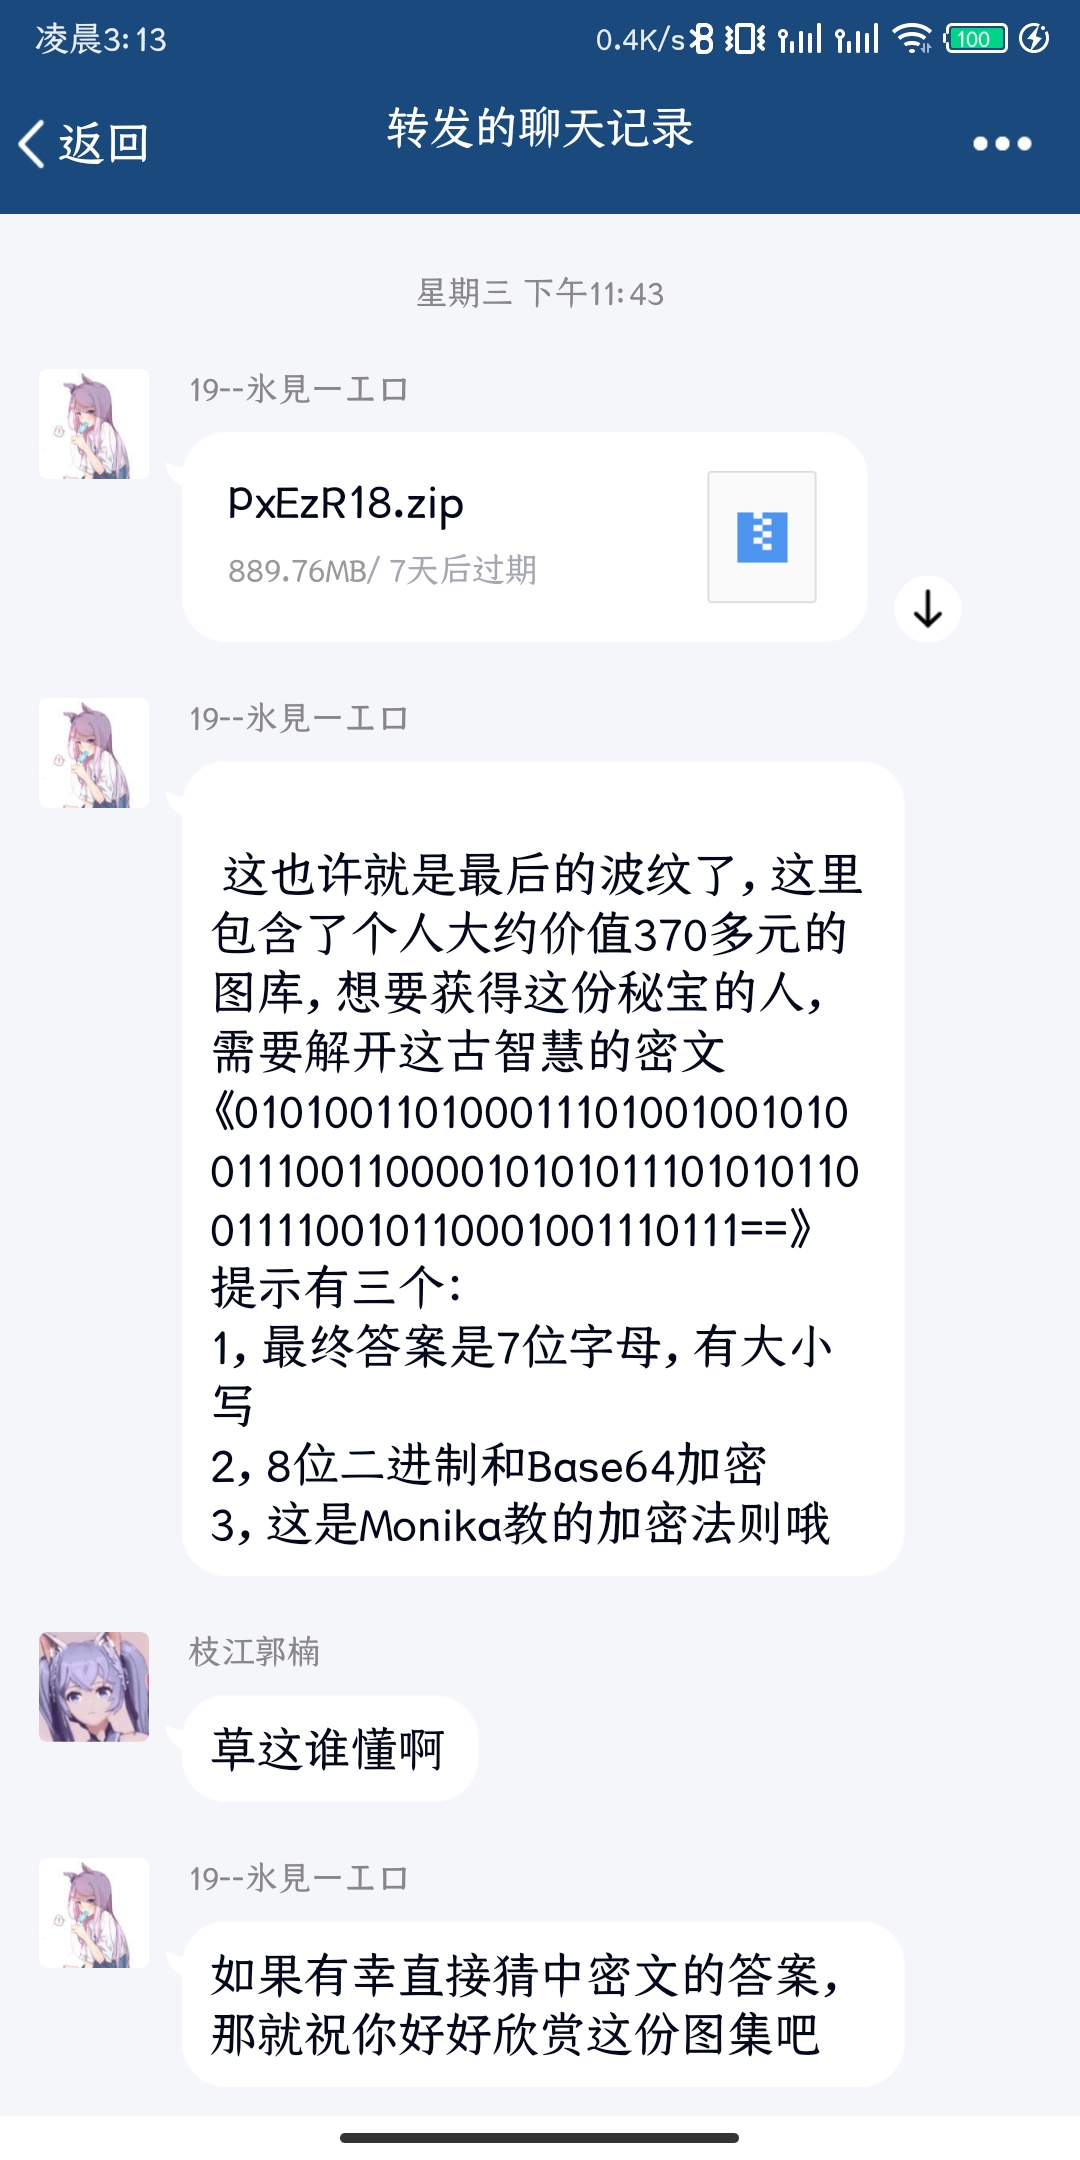 凌晨3:13
0.4K/s
100
返回
转发的聊天记录
星期三 下午11:43
19--氷見一工口
PxEzR18.zip
889.76MB/ 7天后过期
19--氷見一工口
这也许就是最后的波纹了, 这里
包含了个人大约价值370多元的
图库, 想要获得这份秘宝的人,
需要解开这古智慧的密文
《010100110100011101001001010
01110011000010101011101010110
01111001011000100111０111==》
提示有三个:
1, 最终答案是7位字母, 有大小
写
2, 8位二进制和Base64加密
3, 这是Monika教的加密法则哦
枝江郭楠
草这谁懂啊
19--氷見一工口
如果有幸直接猜中密文的答案,
那就祝你好好欣赏这份图集吧